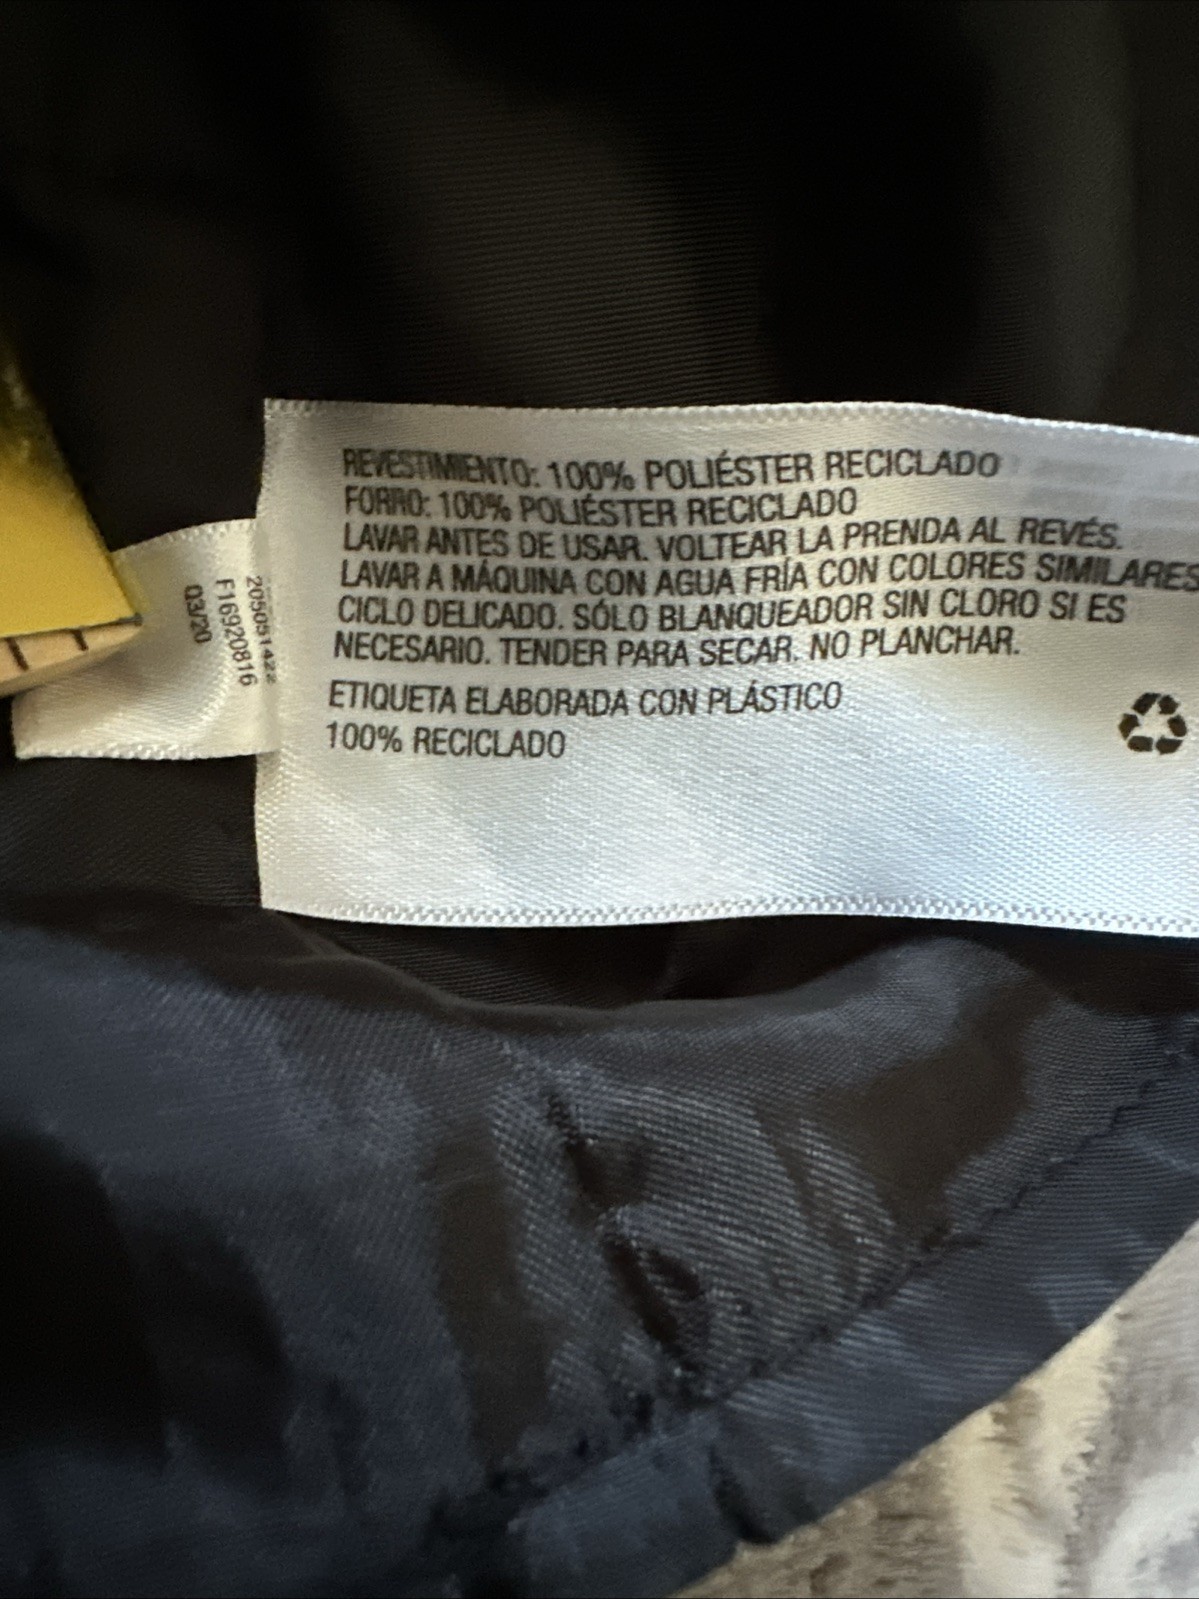 REVESTIMIENTO: 100% POLIÉSTER RECICLADO
FORRO: 100% POLIÉSTER RECICLADO
LAVAR ANTES DE USAR. VOLTEAR LA PRENDA AL REVÉS.
LAVAR A MÁQUINA CON AGUA FRÍA CON COLORES SIMILARES
CICLO DELICADO. SÓLO BLANQUEADOR SIN CLORO SI ES
NECESARIO. TENDER PARA SECAR. NO PLANCHAR.
ETIQUETA ELABORADA CON PLÁSTICO
100% RECICLADO
205051422
F16920816
03/20